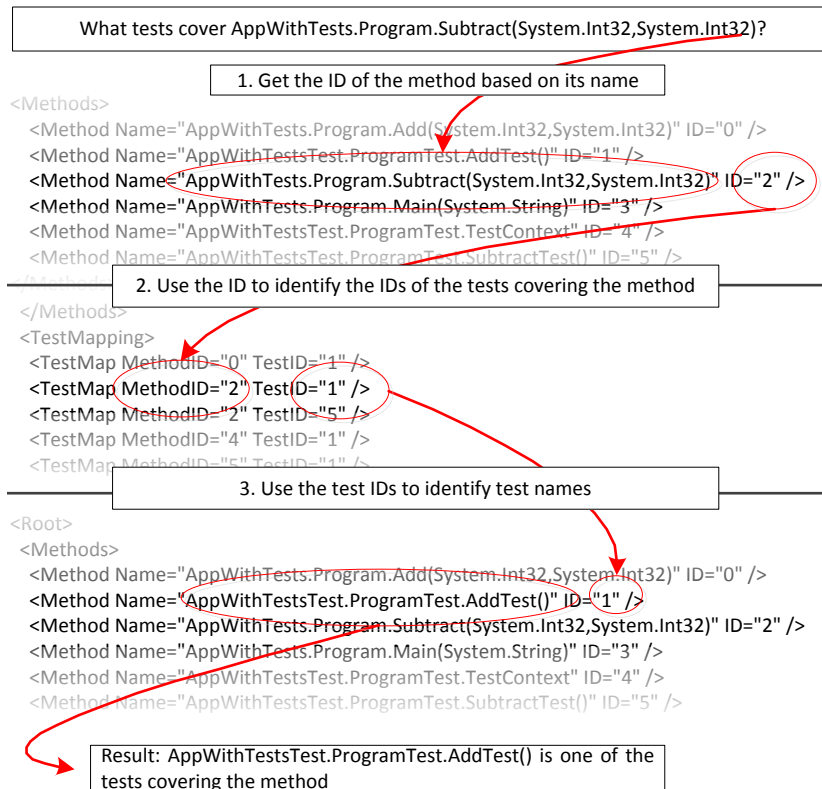 What tests cover AppWithTests.Program.Subtract(System.Int32,System.Int32)?
1. Get the ID of the method based on its name
<Methods>
<Method Name="AppWithTests.Program.Add(System.Int32,System.Int32)" ID="0" />
<Method Name="AppWithTestsTest.ProgramTest.AddTest()" ID="1" />
<Method Name="AppWithTests.Program.Subtract(System.Int32,System.Int32)" ID="2" />
<Method Name="AppWithTests.Program.Main(System.String)" ID="3" />
<Method Name="AppWithTestsTest.ProgramTest.TestContext" ID="4" />
<Method Name="AppWithTestsTest.ProgramTest.SubtractTest()" ID="5" />
</Methods>
2. Use the ID to identify the IDs of the tests covering the method
</Methods>
<TestMapping>
<TestMap MethodID="0" TestID="1" />
<TestMap MethodID="2" TestID="1" />
<TestMap MethodID="2" TestID="5" />
<TestMap MethodID="4" TestID="1" />
<TestMap MethodID="5" TestID="1" />
3. Use the test IDs to identify test names
<Root>
<Methods>
<Method Name="AppWithTests.Program.Add(System.Int32,System.Int32)" ID="0" />
<Method Name="AppWithTestsTest.ProgramTest.AddTest()" ID="1" />
<Method Name="AppWithTests.Program.Subtract(System.Int32,System.Int32)" ID="2" />
<Method Name="AppWithTests.Program.Main(System.String)" ID="3" />
<Method Name="AppWithTestsTest.ProgramTest.TestContext" ID="4" />
<Method Name="AppWithTestsTest.ProgramTest.SubtractTest()" ID="5" />
Result: AppWithTestsTest.ProgramTest.AddTest() is one of the
tests covering the method